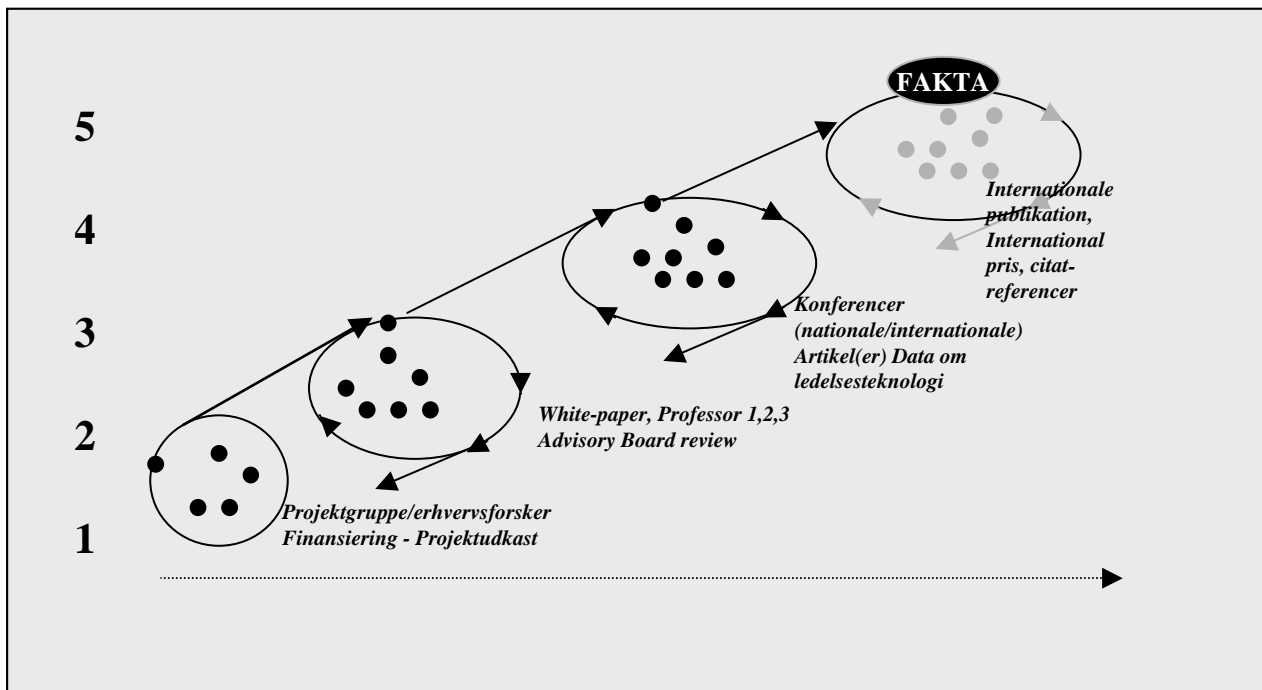 FAKTA
5
Internationale
publikation,
International
pris, citat-
referencer
4
Konferencer
(nationale/internationale)
Artikel(er) Data om
ledelsesteknologi
3
White-paper, Professor 1,2,3
Advisory Board review
2
Projektgruppe/erhvervsforsker
Finansiering - Projektudkast
1